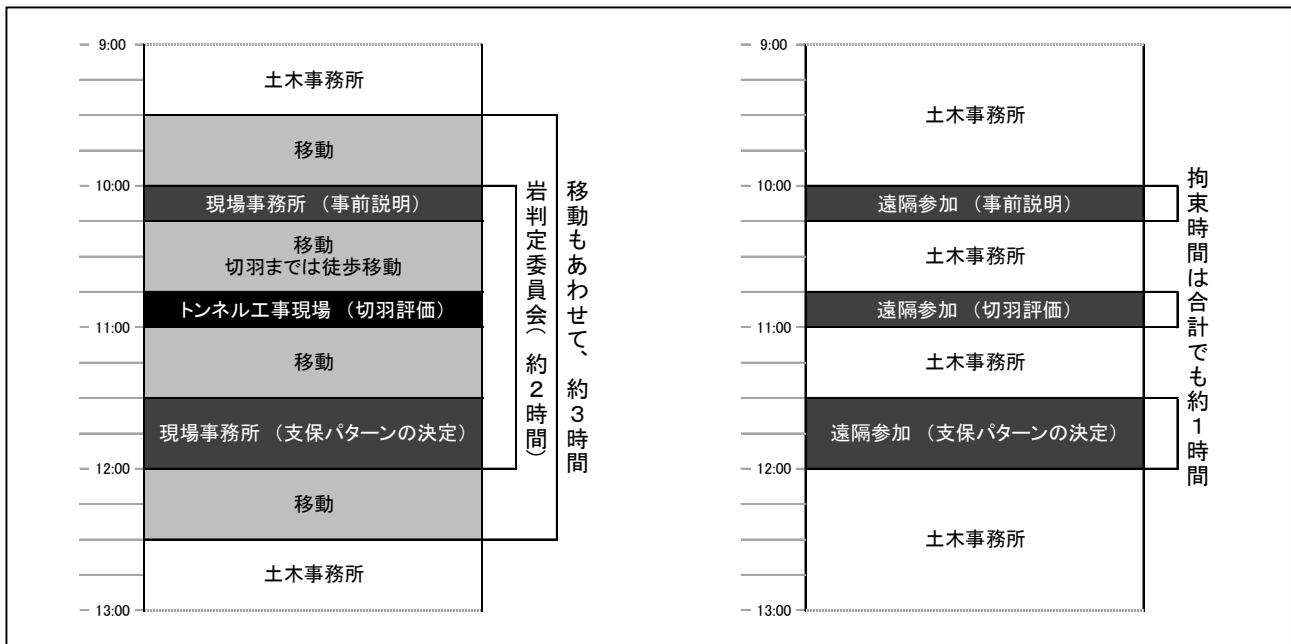 9:00
土木事務所
移動
10:00
現場事務所 (事前説明)
移動
切羽までは徒歩移動
トンネル工事現場 (切羽評価)
11:00
移動
現場事務所 (支保パターンの決定)
12:00
移動
土木事務所
13:00
岩判定委員会(約2時間)
移動もあわせて、約3時間
9:00
土木事務所
10:00
遠隔参加 (事前説明)
土木事務所
遠隔参加 (切羽評価)
11:00
土木事務所
遠隔参加 (支保パターンの決定)
12:00
土木事務所
13:00
拘束時間は合計でも約1時間